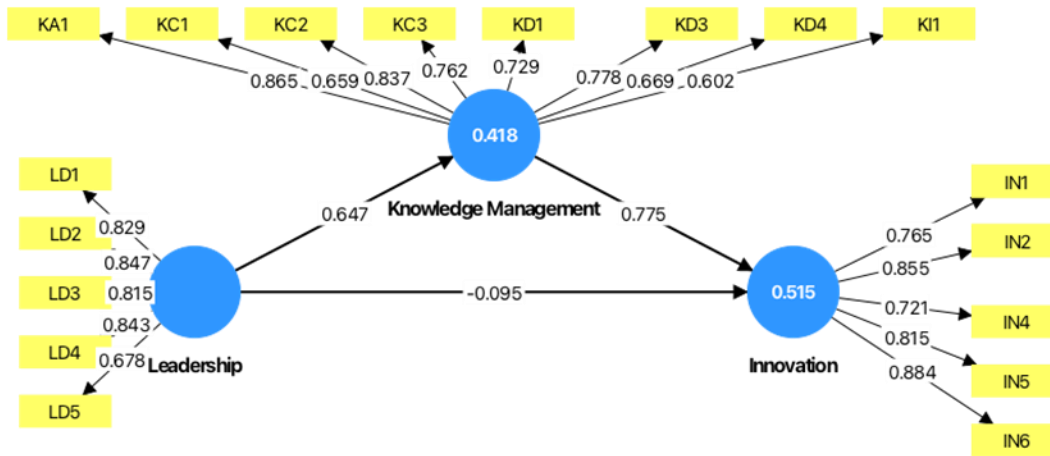 KA1 KC1 KC2 KC3 KD1 KD3 KD4 KI1
0.865 0.659 0.837 0.762 0.729 0.778 0.669 0.602
0.418
Knowledge Management
LD1
LD2
LD3
LD4
LD5
0.829
0.847
0.815
0.843
0.678
Leadership
0.647
0.775
-0.095
0.515
Innovation
0.765
0.855
0.721
0.815
0.884
IN1
IN2
IN4
IN5
IN6